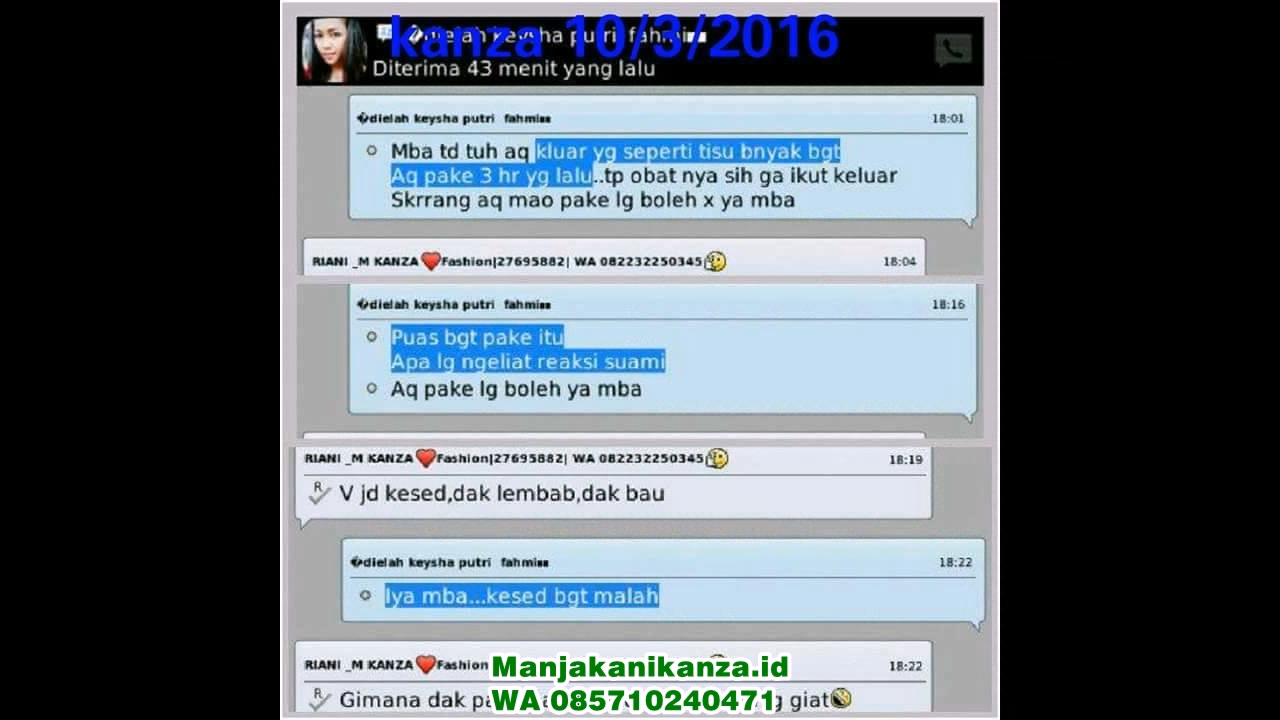 kanza 10/3/2016
dielah keysha putri fahmi
Diterima 43 menit yang lalu
dielah keysha putri fahmi 18:01
Mba td tuh aq kluar yg seperti tisu bnyak bgt
Aq pake 3 hr yg lalu..tp obat nya sih ga ikut keluar
Skrrang aq mao pake lg boleh x ya mba
RIANI _M KANZA❤Fashion|27695882| WA 082232250345 18:04
dielah keysha putri fahmi 18:16
Puas bgt pake itu
Apa lg ngeliat reaksi suami
Aq pake lg boleh ya mba
RIANI _M KANZA❤Fashion|27695882| WA 082232250345 18:19
R V jd kesed,dak lembab,dak bau
dielah keysha putri fahmi 18:22
Iya mba...kesed bgt malah
RIANI _M KANZA❤Fashion 18:22
Manjakanikanza.id
R Gimana dak giat
WA 085710240471